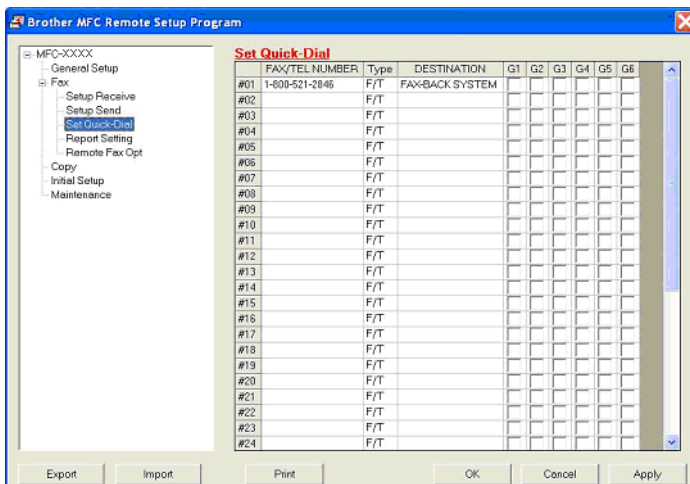 Brother MFC Remote Setup Program
MFC-XXXX
General Setup
Fax
Setup Receive
Setup Send
Set Quick-Dial
Report Setting
Remote Fax Opt
Copy
Initial Setup
Maintenance
Set Quick-Dial
FAX/TEL NUMBER Type DESTINATION G1 G2 G3 G4 G5 G6
#01 1-800-521-2846 F/T FAX-BACK SYSTEM
#02 F/T
#03 F/T
#04 F/T
#05 F/T
#06 F/T
#07 F/T
#08 F/T
#09 F/T
#10 F/T
#11 F/T
#12 F/T
#13 F/T
#14 F/T
#15 F/T
#16 F/T
#17 F/T
#18 F/T
#19 F/T
#20 F/T
#21 F/T
#22 F/T
#23 F/T
#24 F/T
Export Import Print OK Cancel Apply